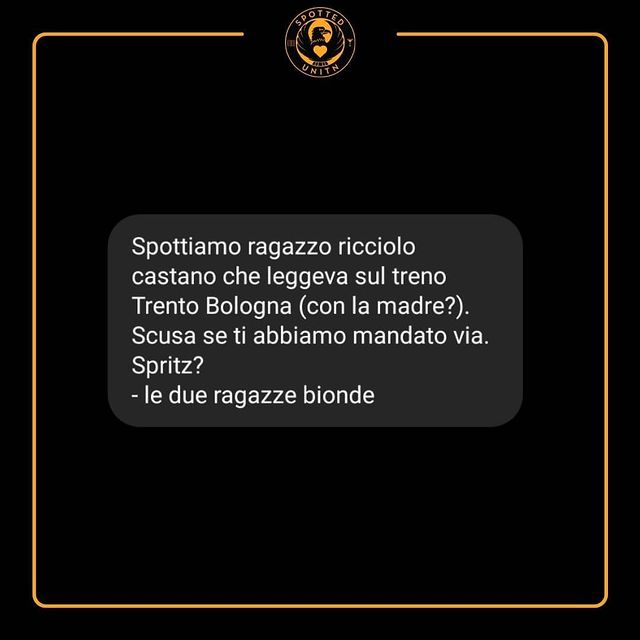 SPOTTED
UNITN
Spottiamo ragazzo ricciolo
castano che leggeva sul treno
Trento Bologna (con la madre?).
Scusa se ti abbiamo mandato via.
Spritz?
- le due ragazze bionde